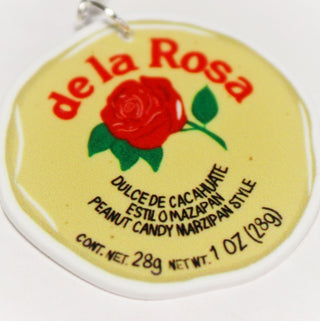 de la Rosa
DULCE DE CACAHUATE
ESTILO MAZAPÁN
PEANUT CANDY MARZIPAN STYLE
CONT. NET. 28g NET WT. 1 OZ (28g)